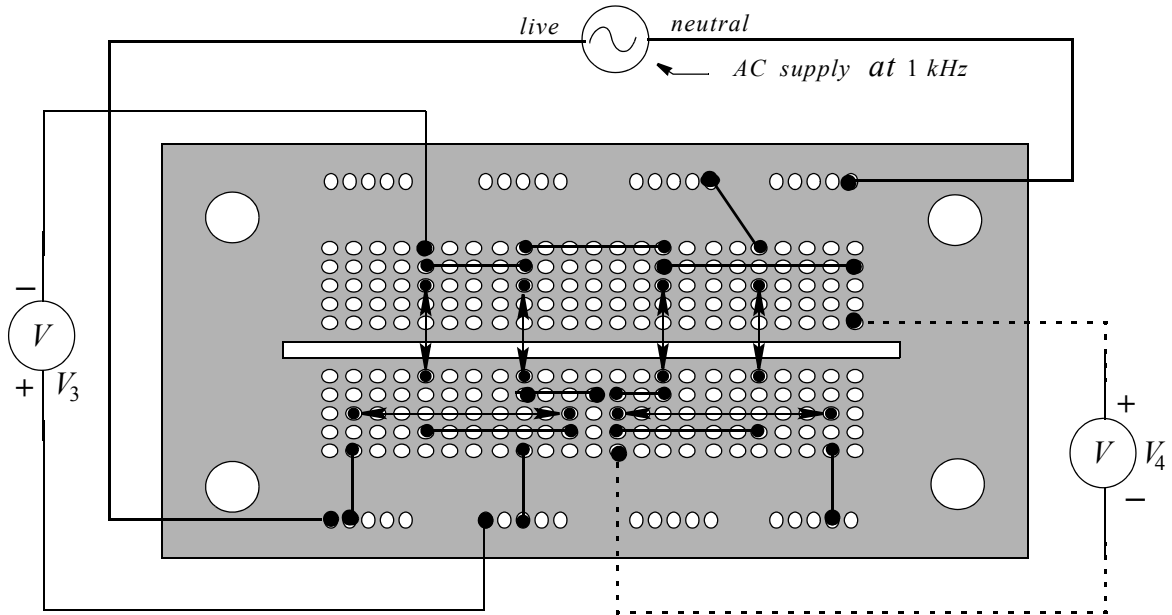 live neutral
AC supply at 1 kHz
−
V
+ V3
+
V V4
−